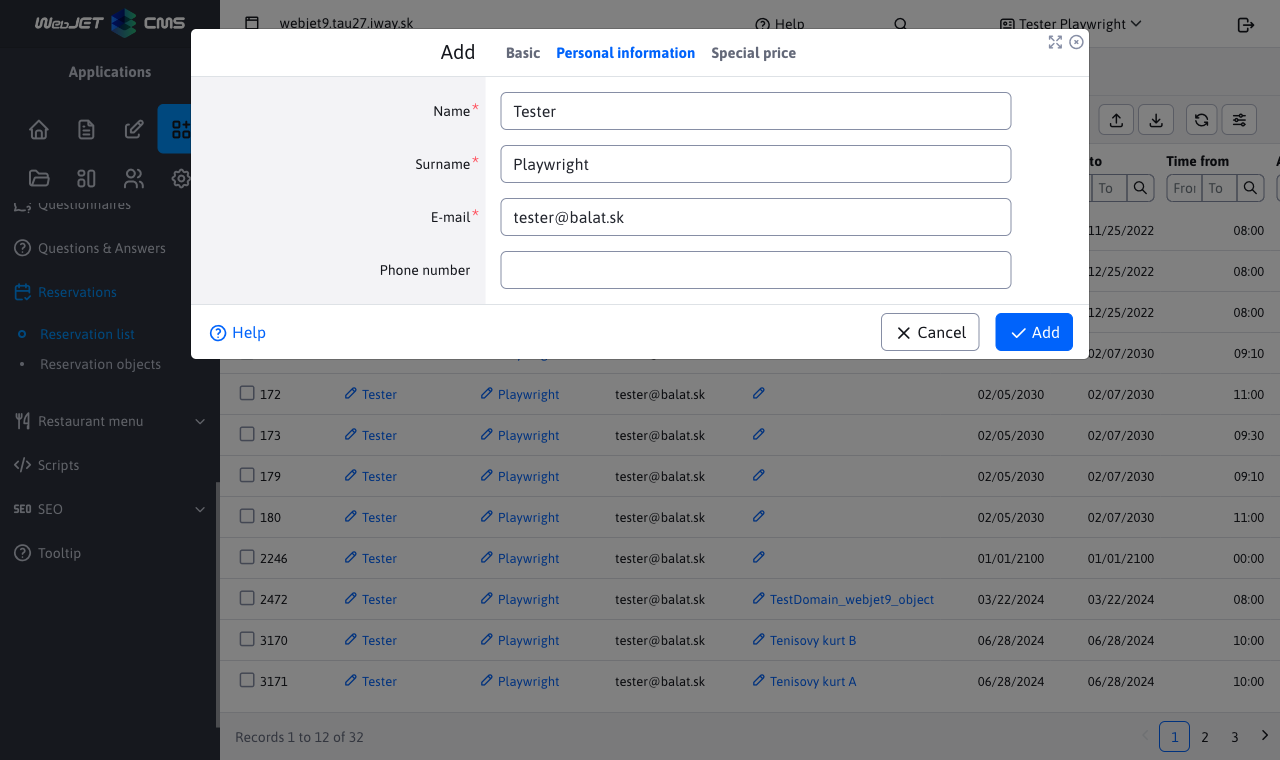 WebJET CMS
webjet9.tau27.iway.sk
Help
Tester Playwright
Applications
Add
Basic
Personal information
Special price
Name*
Tester
Surname*
Playwright
E-mail*
tester@balat.sk
Phone number
Help
Cancel
Add
Questionnaires
Questions & Answers
Reservations
Reservation list
Reservation objects
Restaurant menu
Scripts
SEO SEO
Tooltip
to Time from
To From To
11/25/2022 08:00
12/25/2022 08:00
12/25/2022 08:00
02/07/2030 09:10
172 Tester Playwright tester@balat.sk 02/05/2030 02/07/2030 11:00
173 Tester Playwright tester@balat.sk 02/05/2030 02/07/2030 09:30
179 Tester Playwright tester@balat.sk 02/05/2030 02/07/2030 09:10
180 Tester Playwright tester@balat.sk 02/05/2030 02/07/2030 11:00
2246 Tester Playwright tester@balat.sk 01/01/2100 01/01/2100 00:00
2472 Tester Playwright tester@balat.sk TestDomain_webjet9_object 03/22/2024 03/22/2024 08:00
3170 Tester Playwright tester@balat.sk Tenisovy kurt B 06/28/2024 06/28/2024 10:00
3171 Tester Playwright tester@balat.sk Tenisovy kurt A 06/28/2024 06/28/2024 10:00
Records 1 to 12 of 32
1 2 3